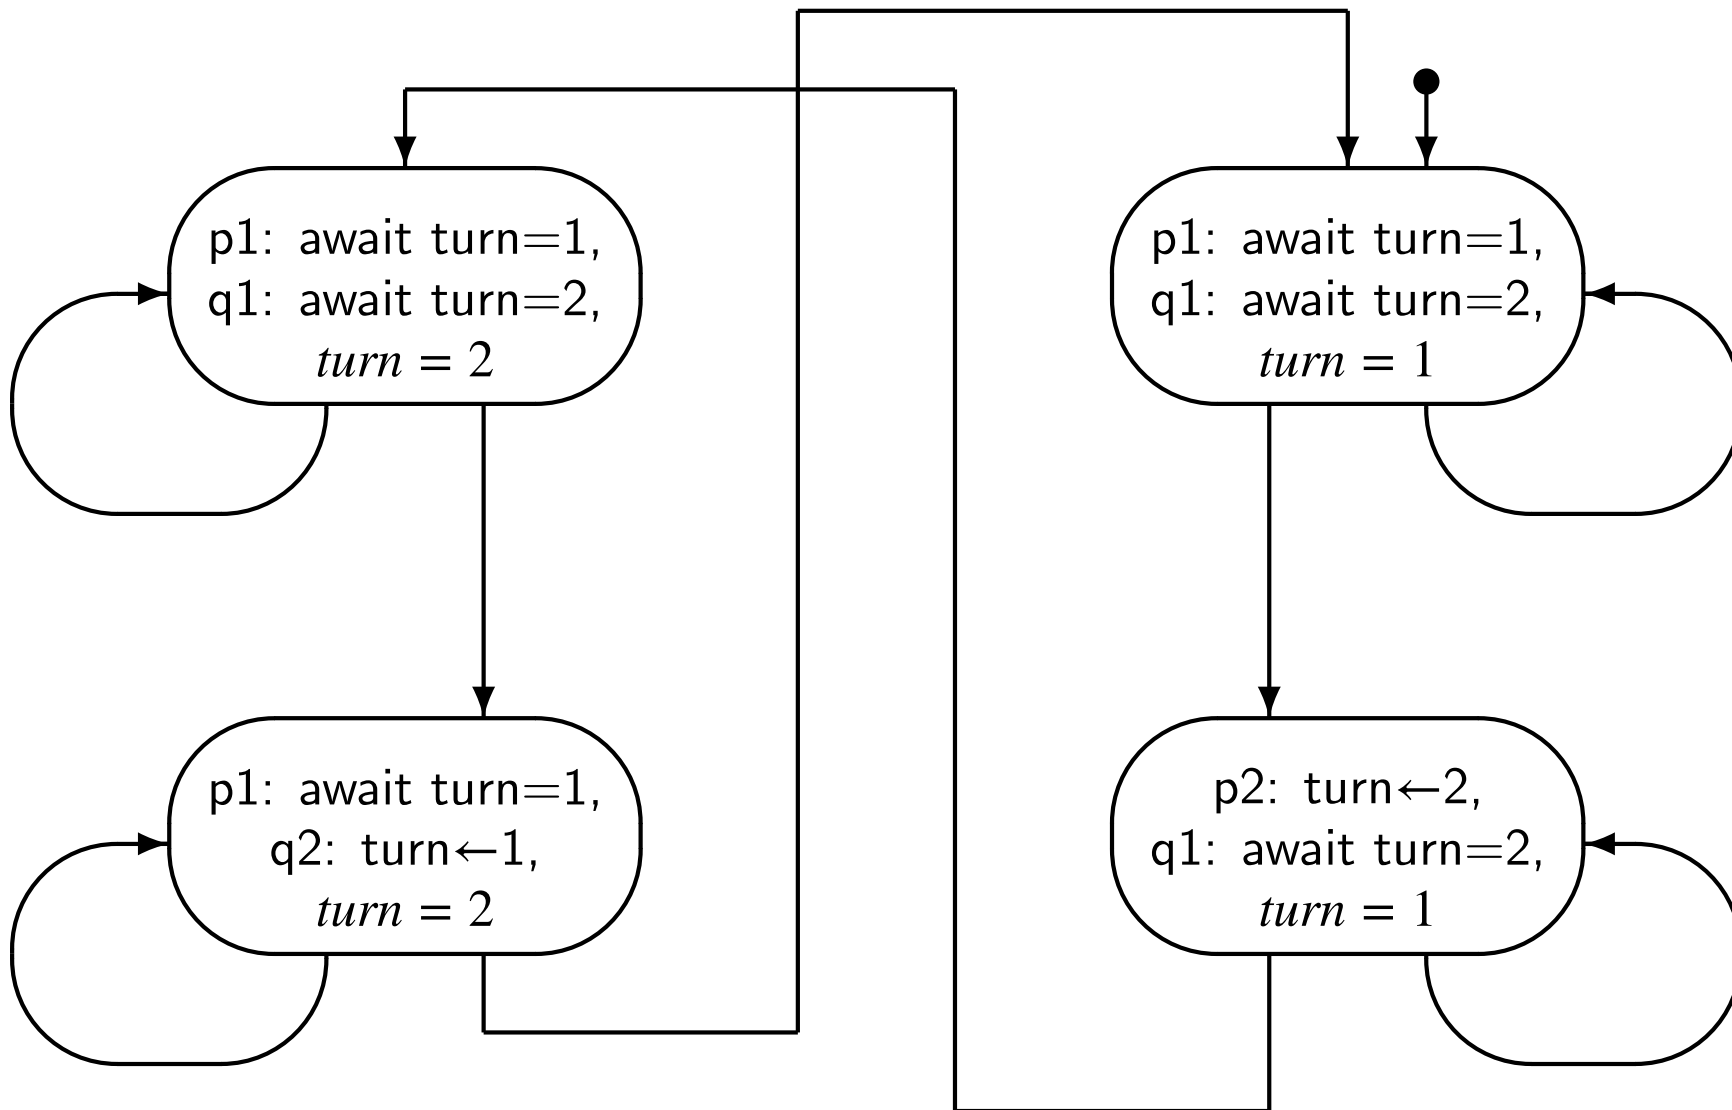 p1: await turn=1,
q1: await turn=2,
turn = 2
p1: await turn=1,
q1: await turn=2,
turn = 1
p1: await turn=1,
q2: turn←1,
turn = 2
p2: turn←2,
q1: await turn=2,
turn = 1